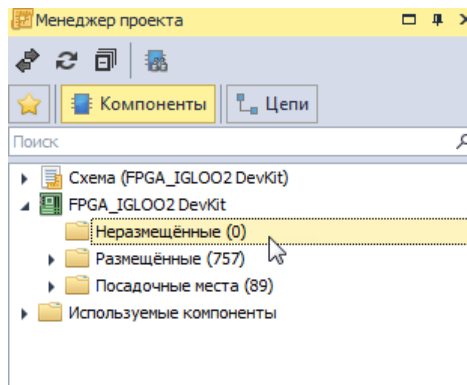 Менеджер проекта
Компоненты
Цепи
Поиск
Схема (FPGA_IGLOO2 DevKit)
FPGA_IGLOO2 DevKit
Неразмещённые (0)
Размещённые (757)
Посадочные места (89)
Используемые компоненты